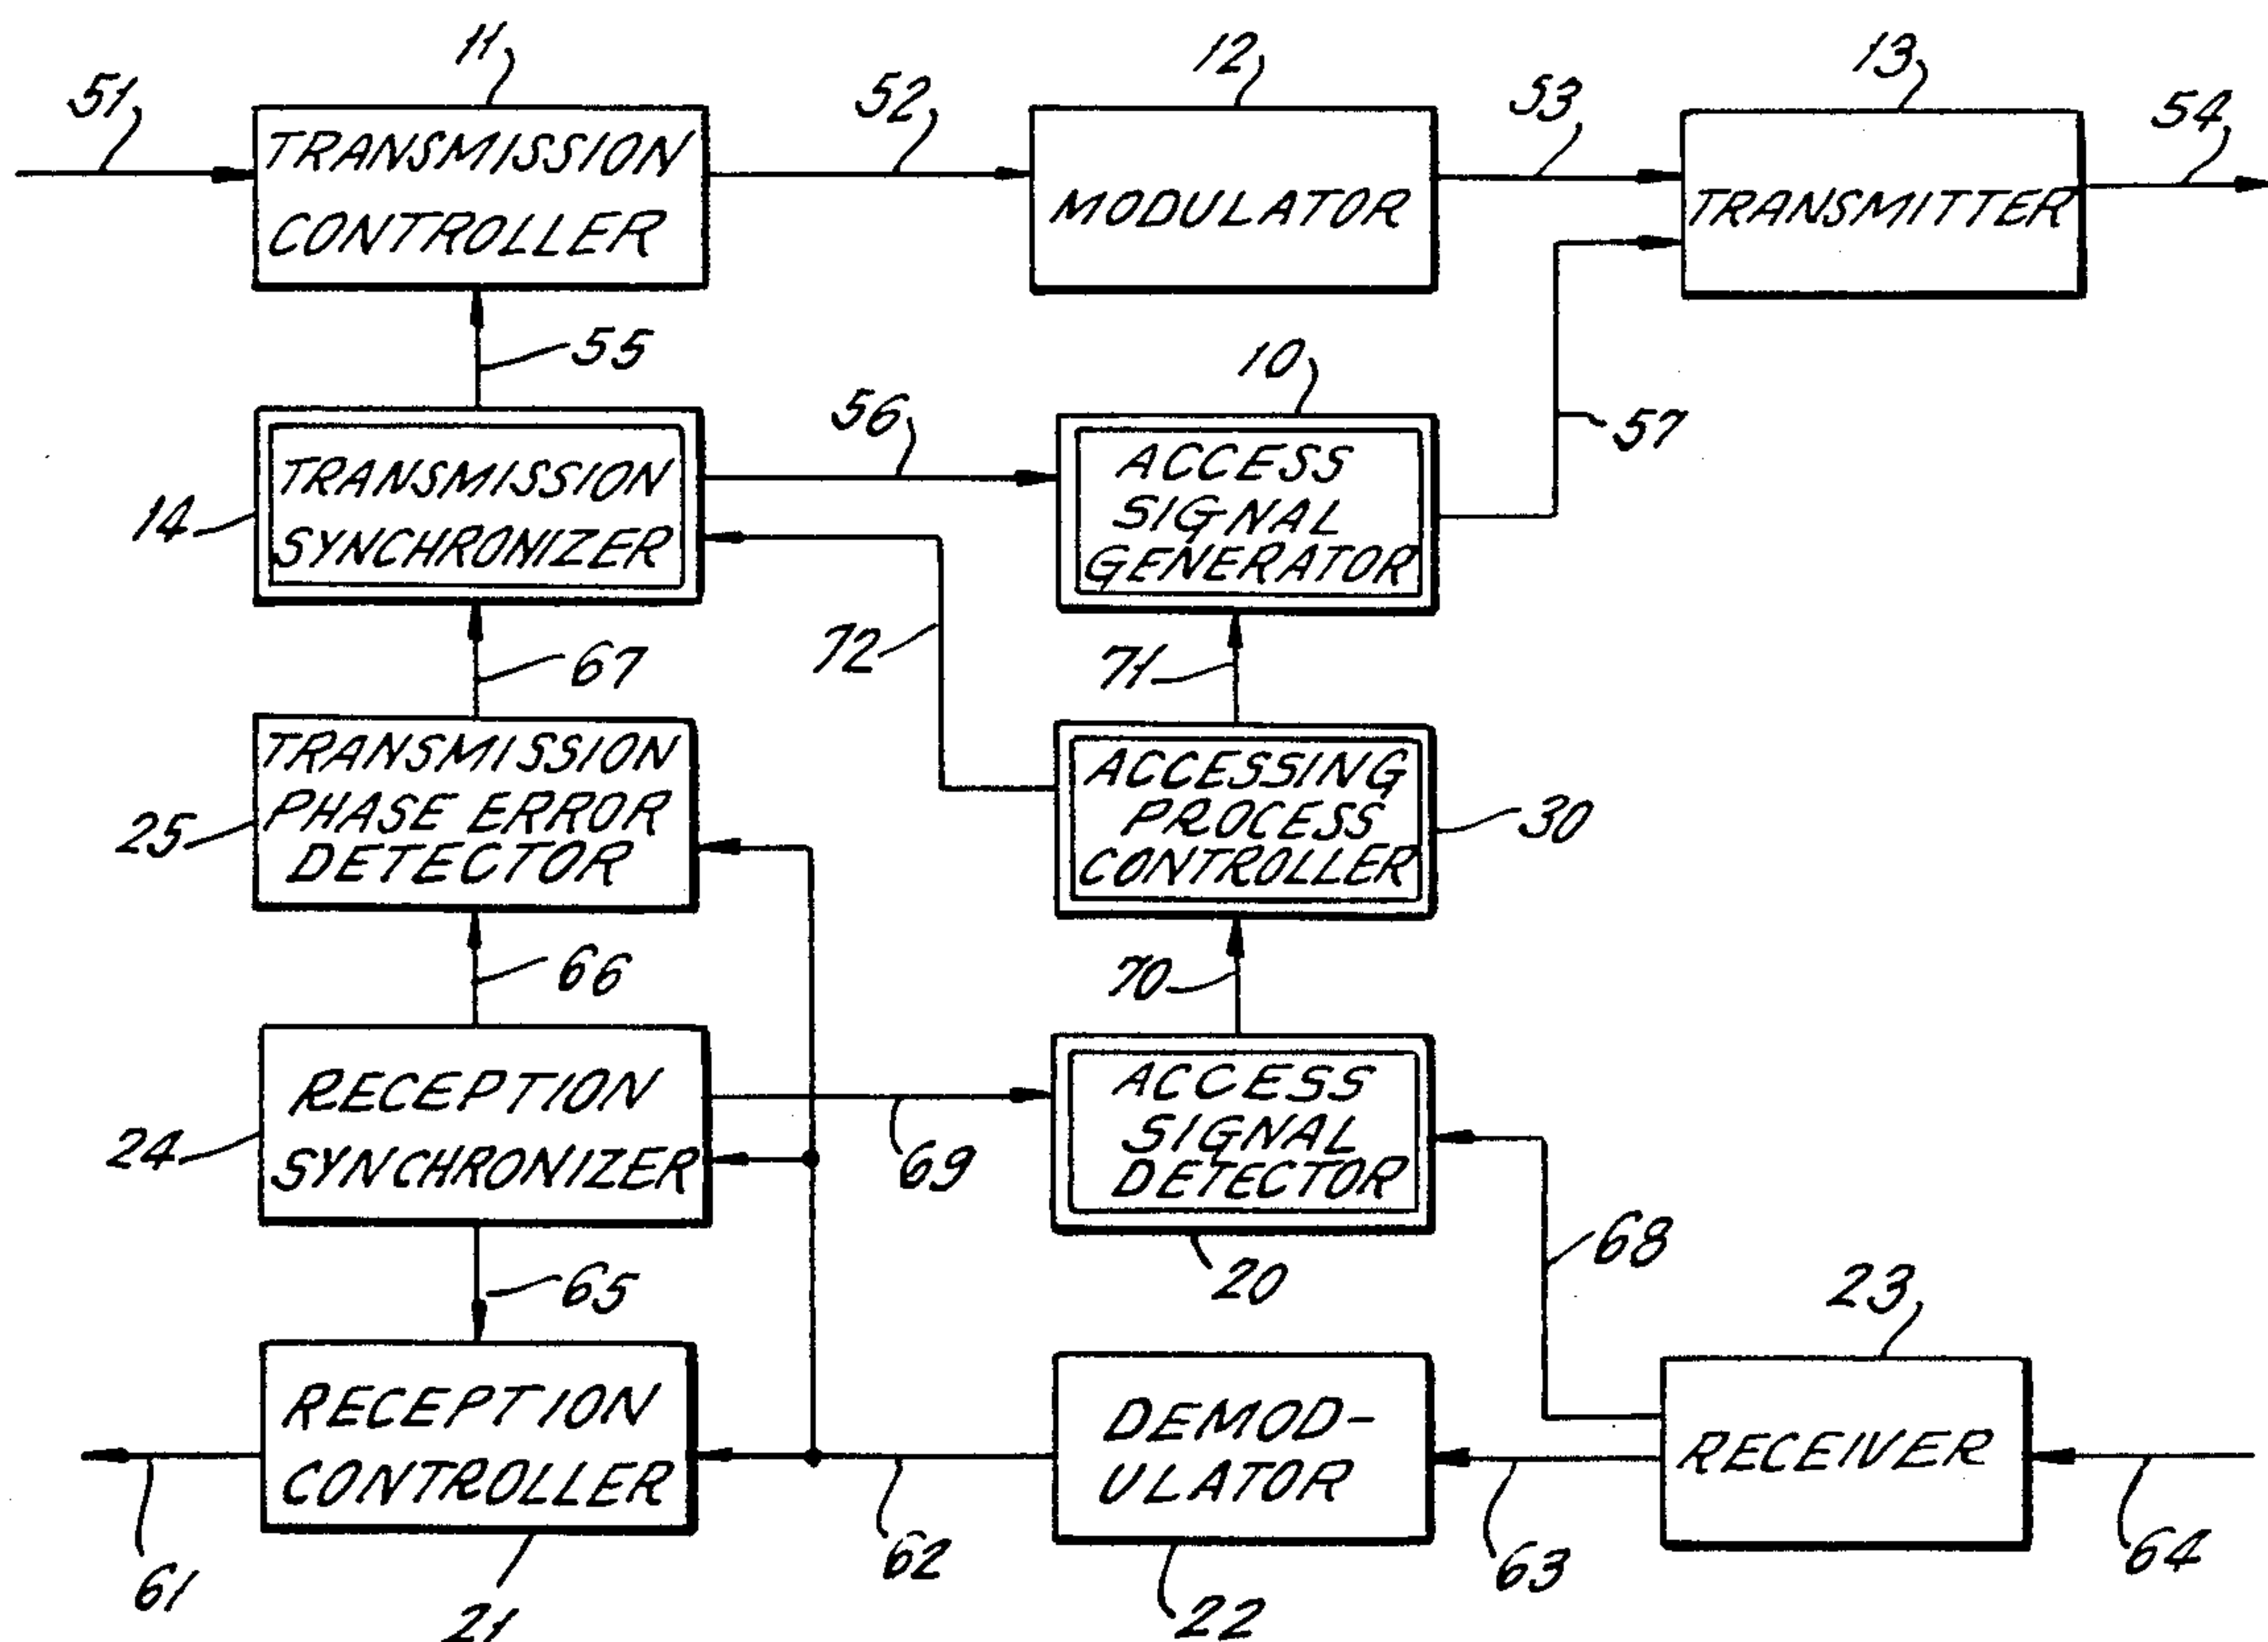 11
12
13
51
52
53
54
TRANSMISSION
CONTROLLER
MODULATOR
TRANSMITTER
55
10
56
57
14
TRANSMISSION
SYNCHRONIZER
ACCESS
SIGNAL
GENERATOR
67
72
71
25
TRANSMISSION
PHASE ERROR
DETECTOR
ACCESSING
PROCESS
CONTROLLER
30
66
70
24
RECEPTION
SYNCHRONIZER
69
ACCESS
SIGNAL
DETECTOR
68
65
20
23
RECEPTION
CONTROLLER
DEMOD-
ULATOR
RECEIVER
61
62
63
64
21
22